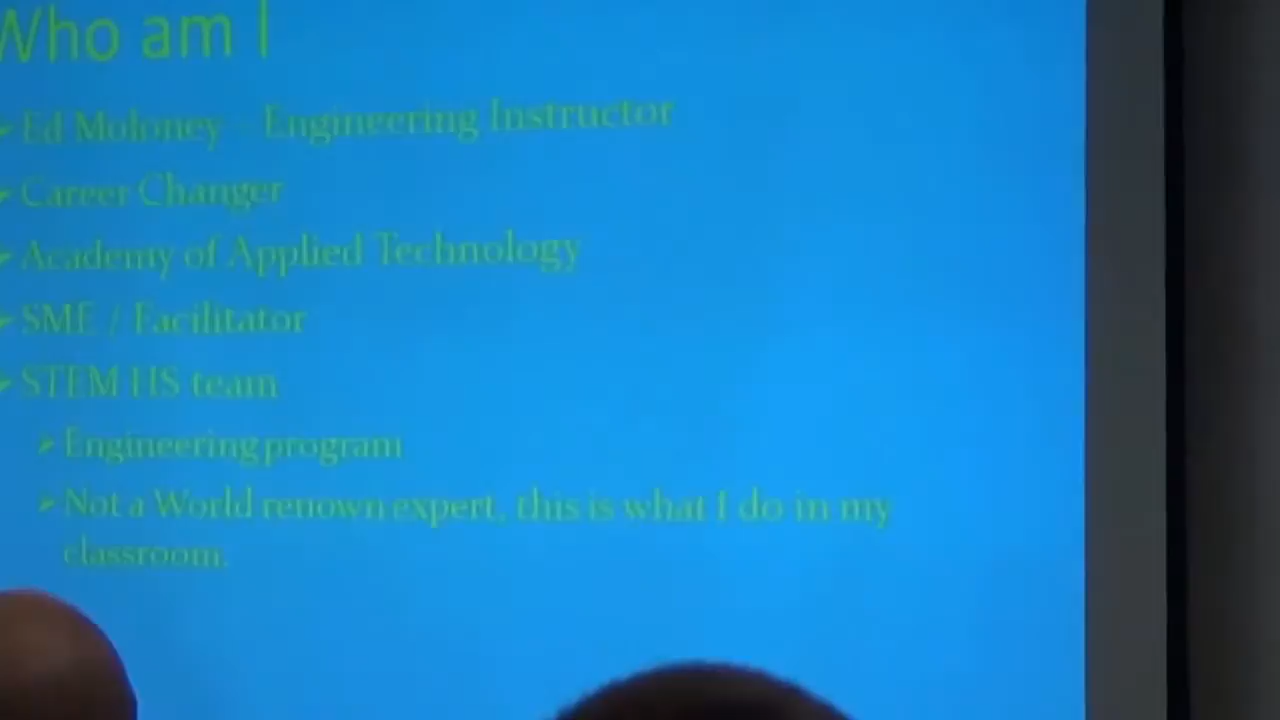 Who am I
Ed Moloney - Engineering Instructor
Career Changer
Academy of Applied Technology
SME / Facilitator
STEM HS team
Engineering program
Not a World renown expert, this is what I do in my
classroom.